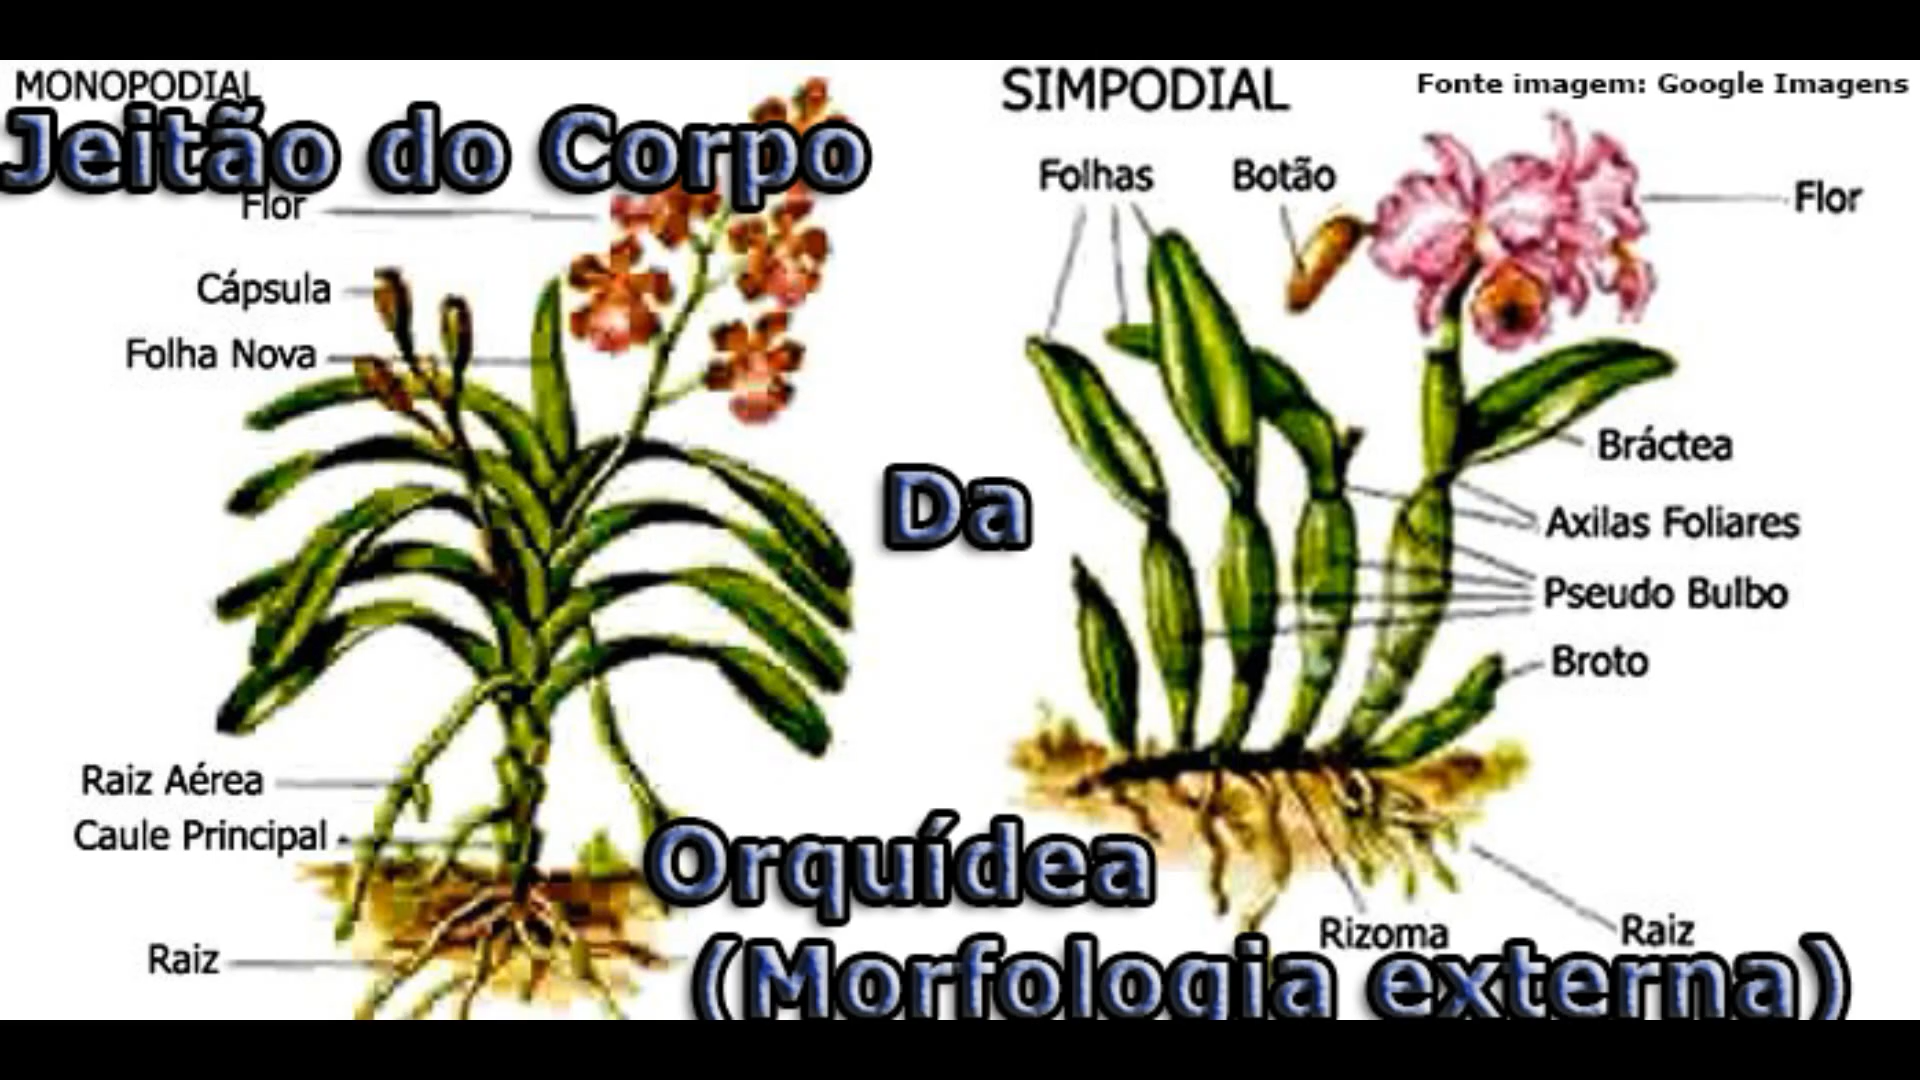 MONOPODIAL
SIMPODIAL
Fonte imagem: Google Imagens
Jeitão do Corpo
Flor
Cápsula
Folha Nova
Raiz Aérea
Caule Principal
Raiz
Folhas
Botão
Flor
Bráctea
Axilas Foliares
Pseudo Bulbo
Broto
Rizoma
Raiz
Da
Orquídea
(Morfologia externa)